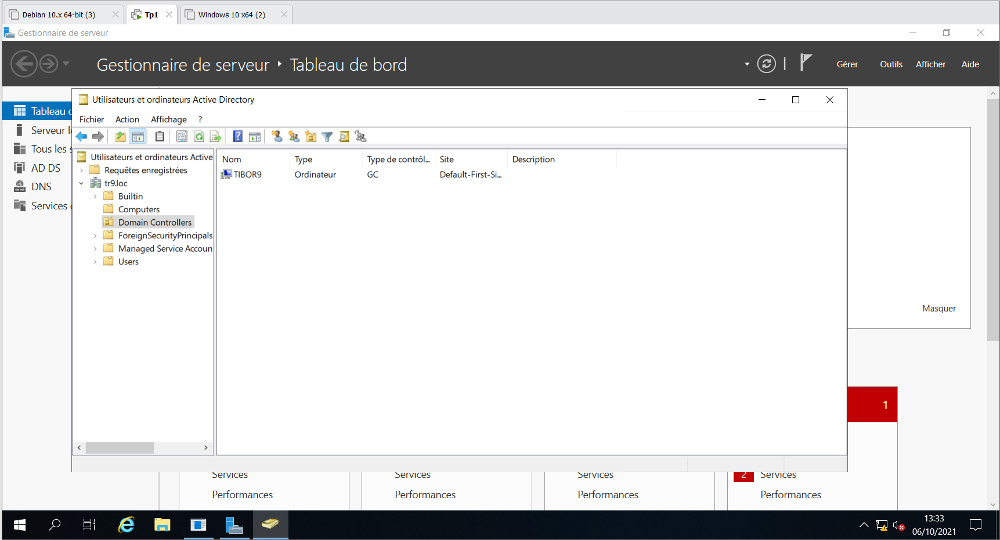 Debian 10.x 64-bit (3)
Tp1
Windows 10 x64 (2)
Gestionnaire de serveur
Gestionnaire de serveur
Tableau de bord
Gérer
Outils
Afficher
Aide
Utilisateurs et ordinateurs Active Directory
Fichier
Action
Affichage
?
Tableau d
Serveur l
Tous les s
AD DS
DNS
Services
Utilisateurs et ordinateurs Active
Requêtes enregistrées
tr9.loc
Builtin
Computers
Domain Controllers
ForeignSecurityPrincipals
Managed Service Accoun
Users
Nom
Type
Type de contrôl...
Site
Description
TIBOR9
Ordinateur
GC
Default-First-Si...
Masquer
1
Services
Services
Services
2
Services
Performances
Performances
Performances
Performances
13:33
06/10/2021